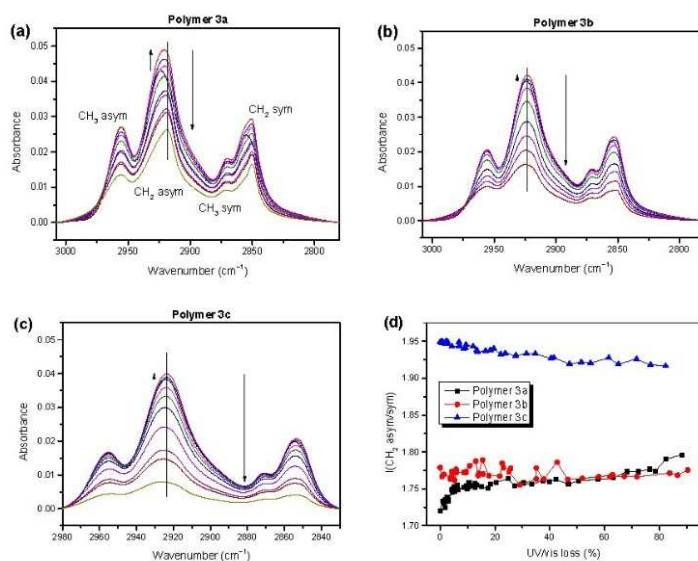 Polymer 3a
(a)
0.05
0.04
0.03
0.02
0.01
0.00
Absorbance
CH₃ asym
CH₂ sym
CH₂ asym
CH₃ sym
3000 2950 2900 2850 2800
Wavenumber (cm⁻¹)
Polymer 3b
(b)
0.05
0.04
0.03
0.02
0.01
0.00
Absorbance
3000 2950 2900 2850 2800
Wavenumber (cm⁻¹)
Polymer 3c
(c)
0.05
0.04
0.03
0.02
0.01
0.00
Absorbance
2980 2960 2940 2920 2900 2880 2860 2840
Wavenumber (cm⁻¹)
(d)
1.95
1.90
1.85
1.80
1.75
1.70
I(CH₂ asym/sym)
Polymer 3a
Polymer 3b
Polymer 3c
0 20 40 60 80
UV/vis loss (%)